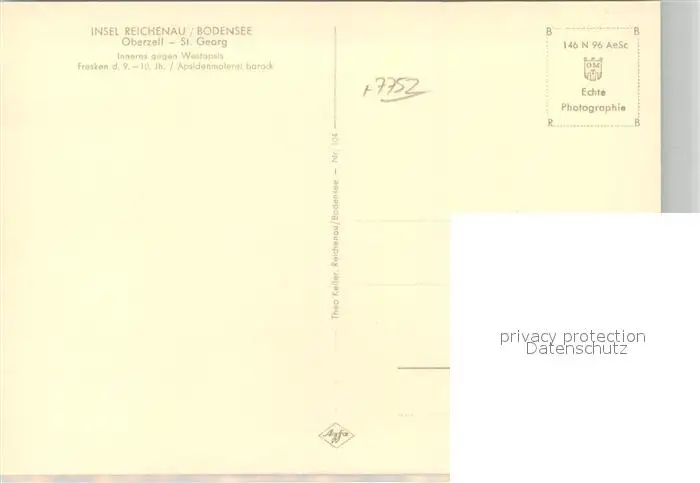 INSEL REICHENAU / BODENSEE
Oberzell – St. Georg
Inneres gegen Westapsis
Fresken d. 9.–10. Jh. / Apsidenmalerei barock
7752
Theo Keller, Reichenau/Bodensee — Nr. 104
B B
146 N 96 AeSc
Echte
Photographie
R B
Agfa
privacy protection
Datenschutz